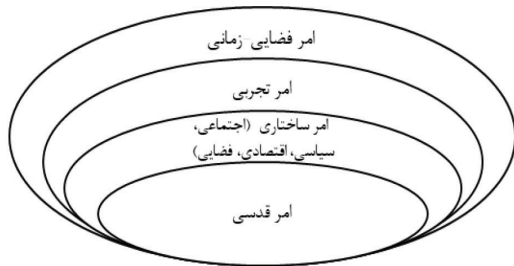 امر فضایی-زمانی
امر تجربی
امر ساختاری (اجتماعی،
سیاسی، اقتصادی، فضایی)
امر قدسی